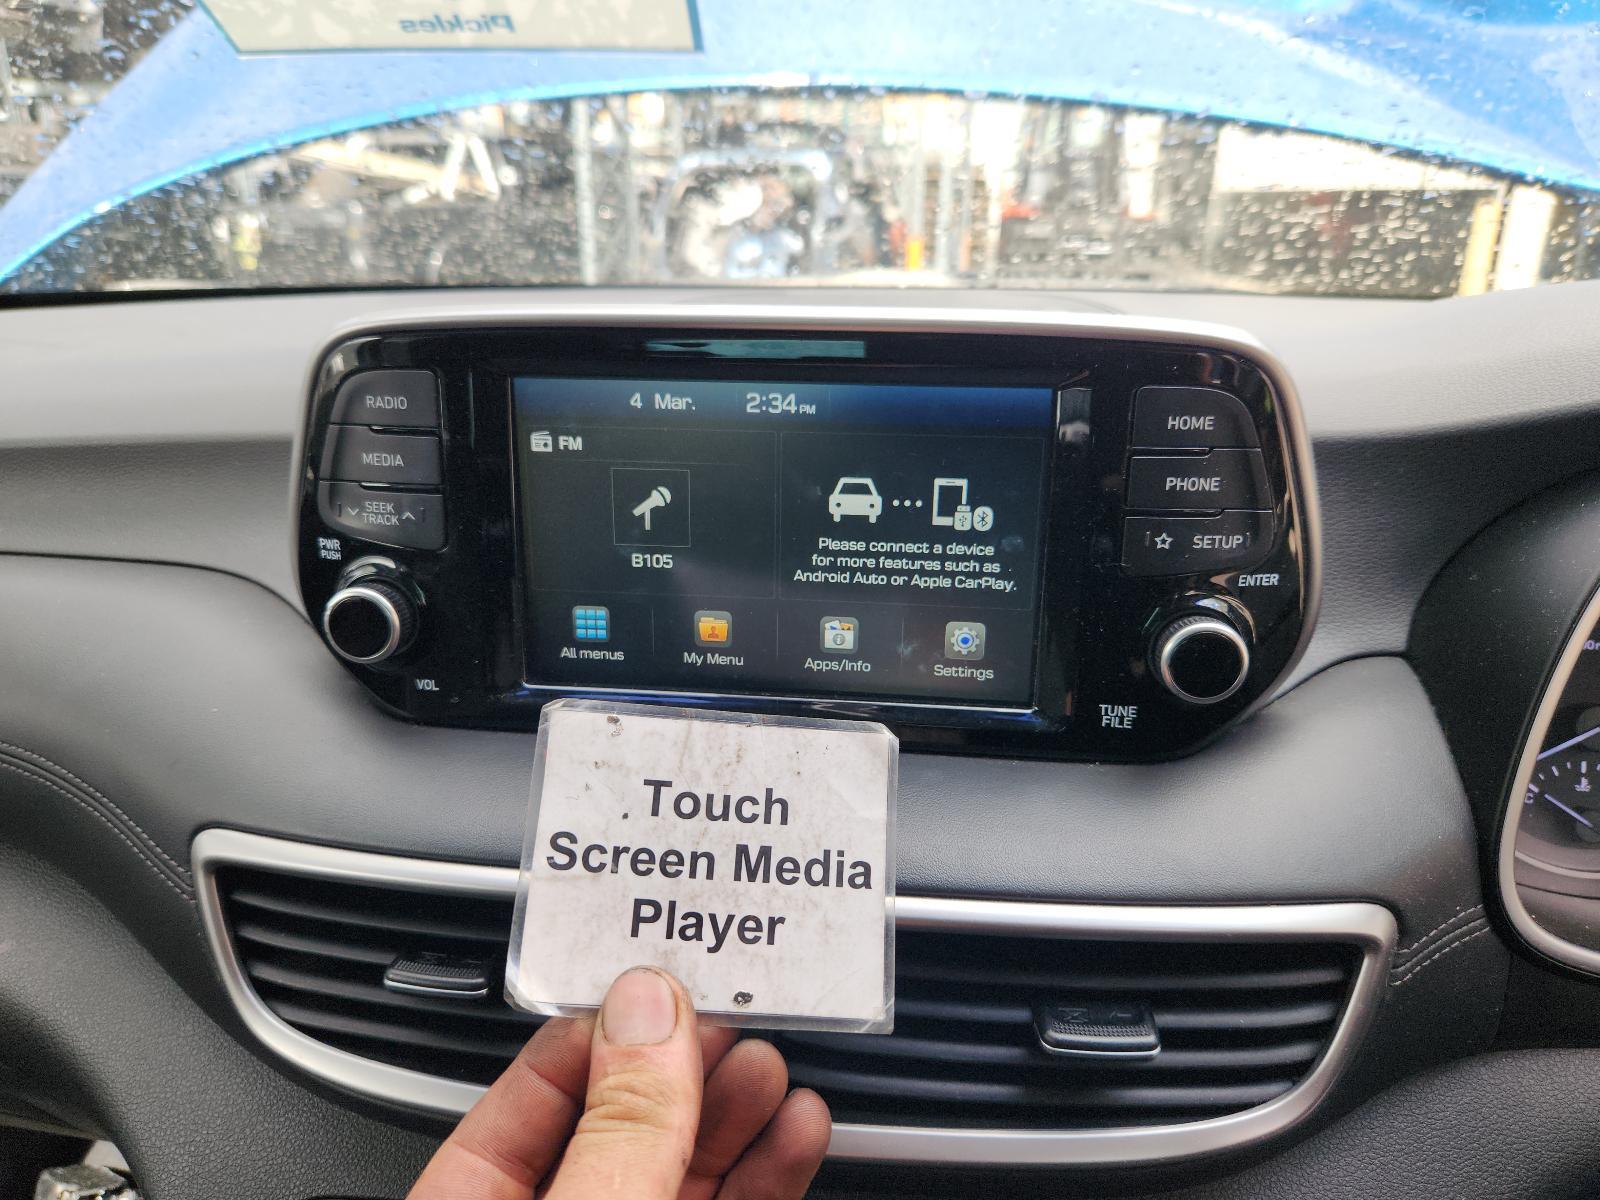 Pickles
4 Mar. 2:34 PM
RADIO
MEDIA
SEEK
TRACK
PWR
PUSH
VOL
FM
B105
Please connect a device
for more features such as
Android Auto or Apple CarPlay.
All menus
My Menu
Apps/Info
Settings
HOME
PHONE
SETUP
ENTER
TUNE
FILE
C
Touch
Screen Media
Player